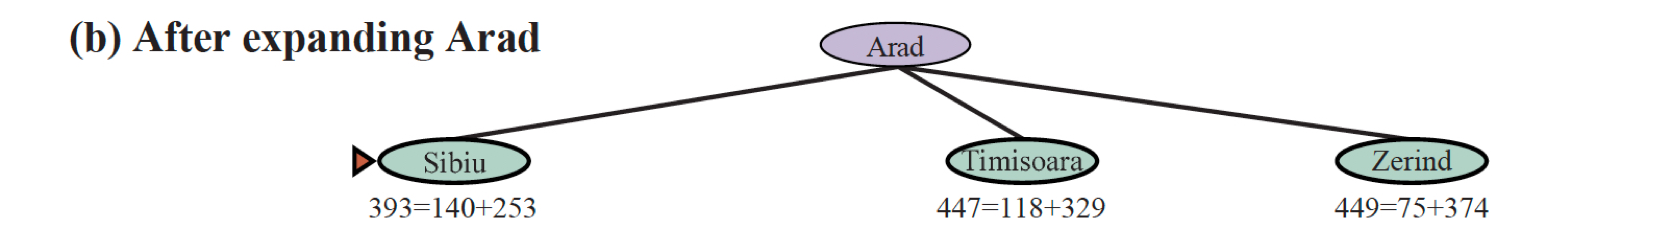 (b) After expanding Arad
Arad
Sibiu
Timisoara
Zerind
393=140+253
447=118+329
449=75+374